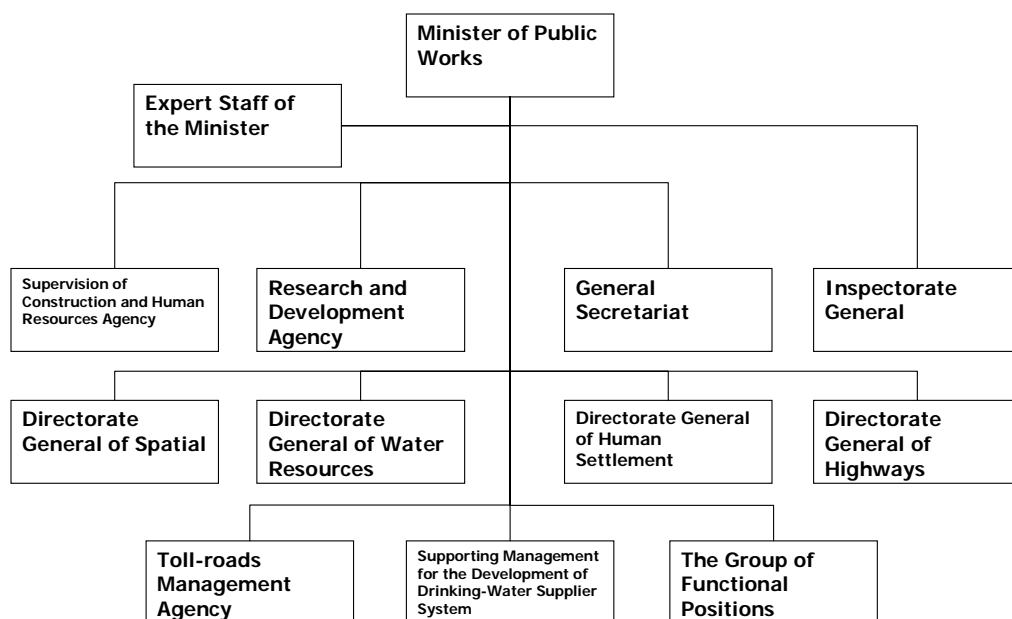 Minister of Public
Works
Expert Staff of
the Minister
Supervision of
Construction and Human
Resources Agency
Research and
Development
Agency
General
Secretariat
Inspectorate
General
Directorate
General of Spatial
Directorate
General of Water
Resources
Directorate General
of Human
Settlement
Directorate
General of
Highways
Toll-roads
Management
Agency
Supporting Management
for the Development of
Drinking-Water Supplier
System
The Group of
Functional
Positions